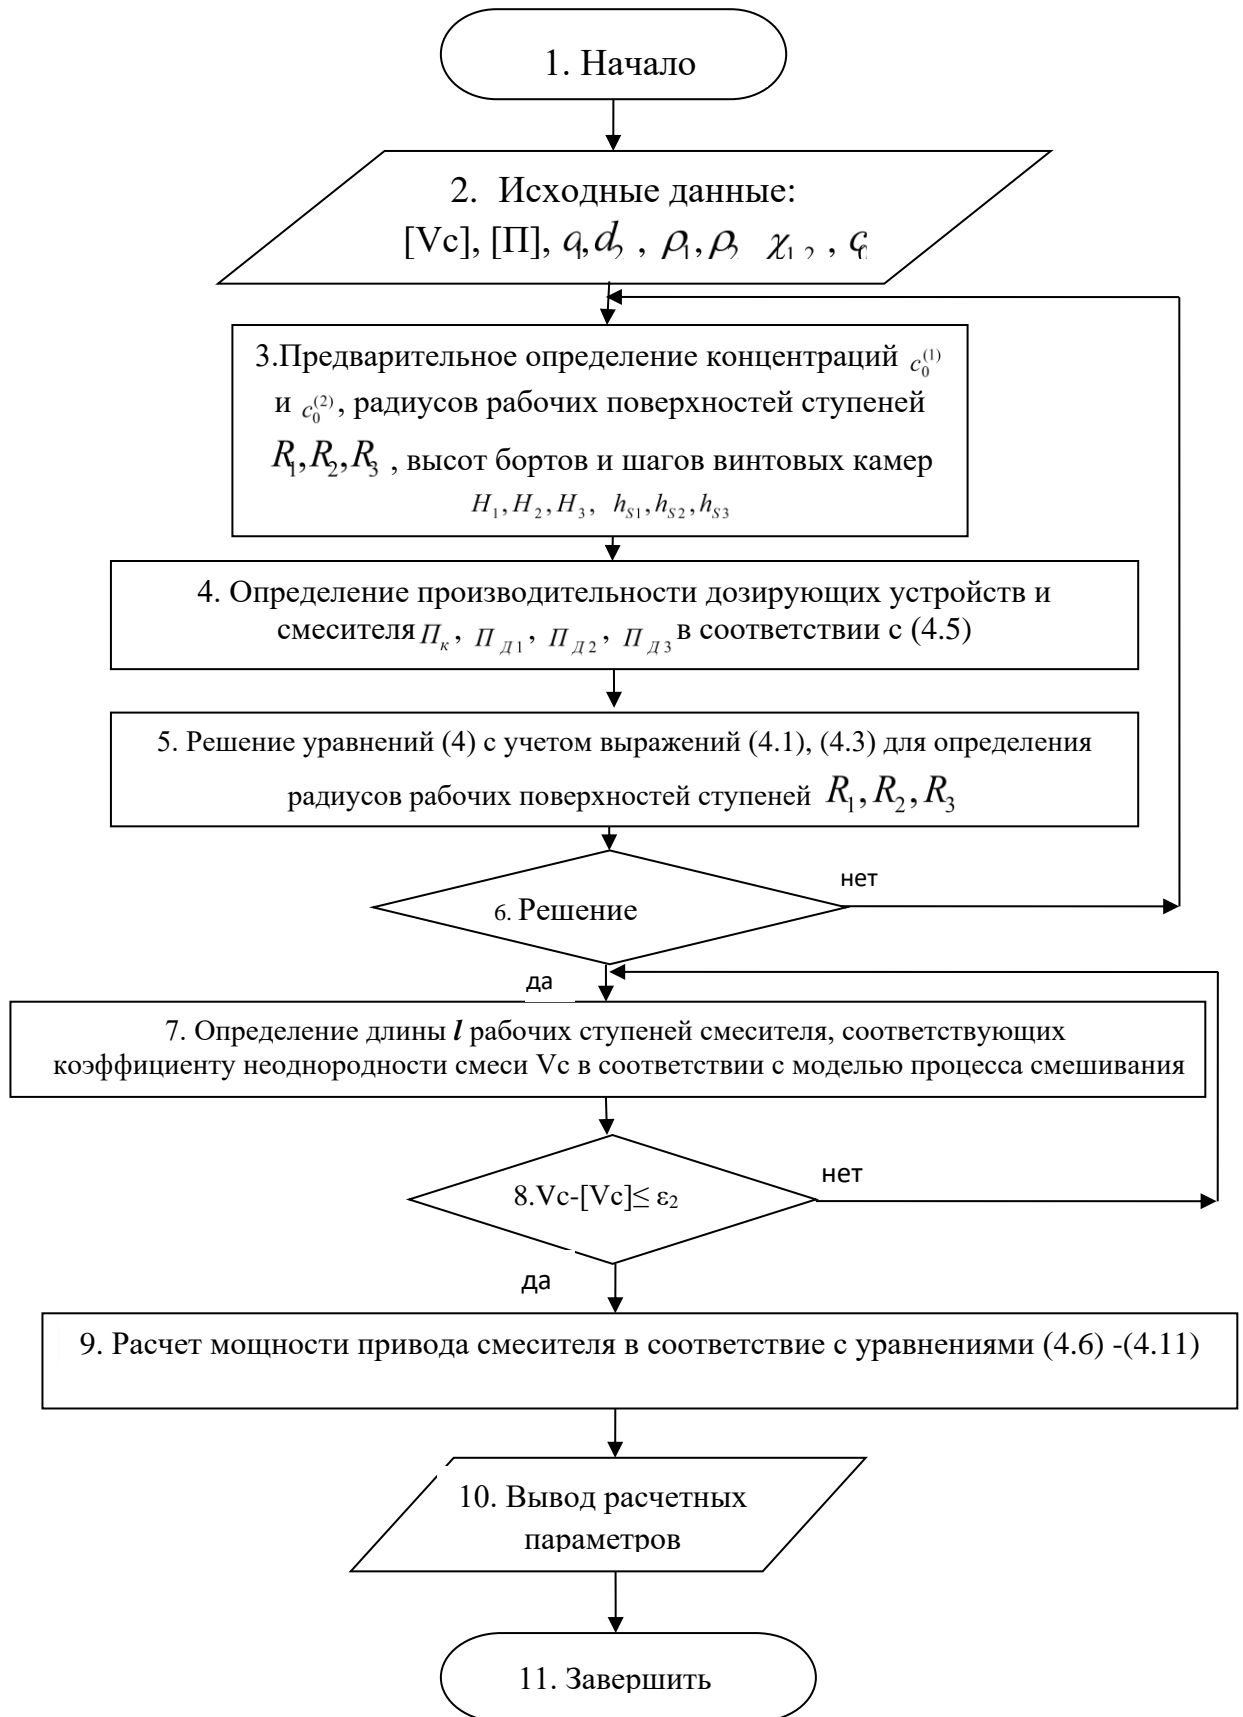 1. Начало
2. Исходные данные:
[Vc], [П], d₂ , ρ₁, ρ₂ χ₁₂ ,
3.Предварительное определение концентраций c₀⁽¹⁾
и c₀⁽²⁾, радиусов рабочих поверхностей ступеней
R₁, R₂, R₃ , высот бортов и шагов винтовых камер
H₁, H₂, H₃, hS1, hS2, hS3
4. Определение производительности дозирующих устройств и
смесителя Пк, ПД1, ПД2, ПД3 в соответствии с (4.5)
5. Решение уравнений (4) с учетом выражений (4.1), (4.3) для определения
радиусов рабочих поверхностей ступеней R₁, R₂, R₃
6. Решение
нет
да
7. Определение длины l рабочих ступеней смесителя, соответствующих
коэффициенту неоднородности смеси Vc в соответствии с моделью процесса смешивания
8.Vc-[Vc]≤ ε₂
нет
да
9. Расчет мощности привода смесителя в соответствие с уравнениями (4.6) -(4.11)
10. Вывод расчетных
параметров
11. Завершить